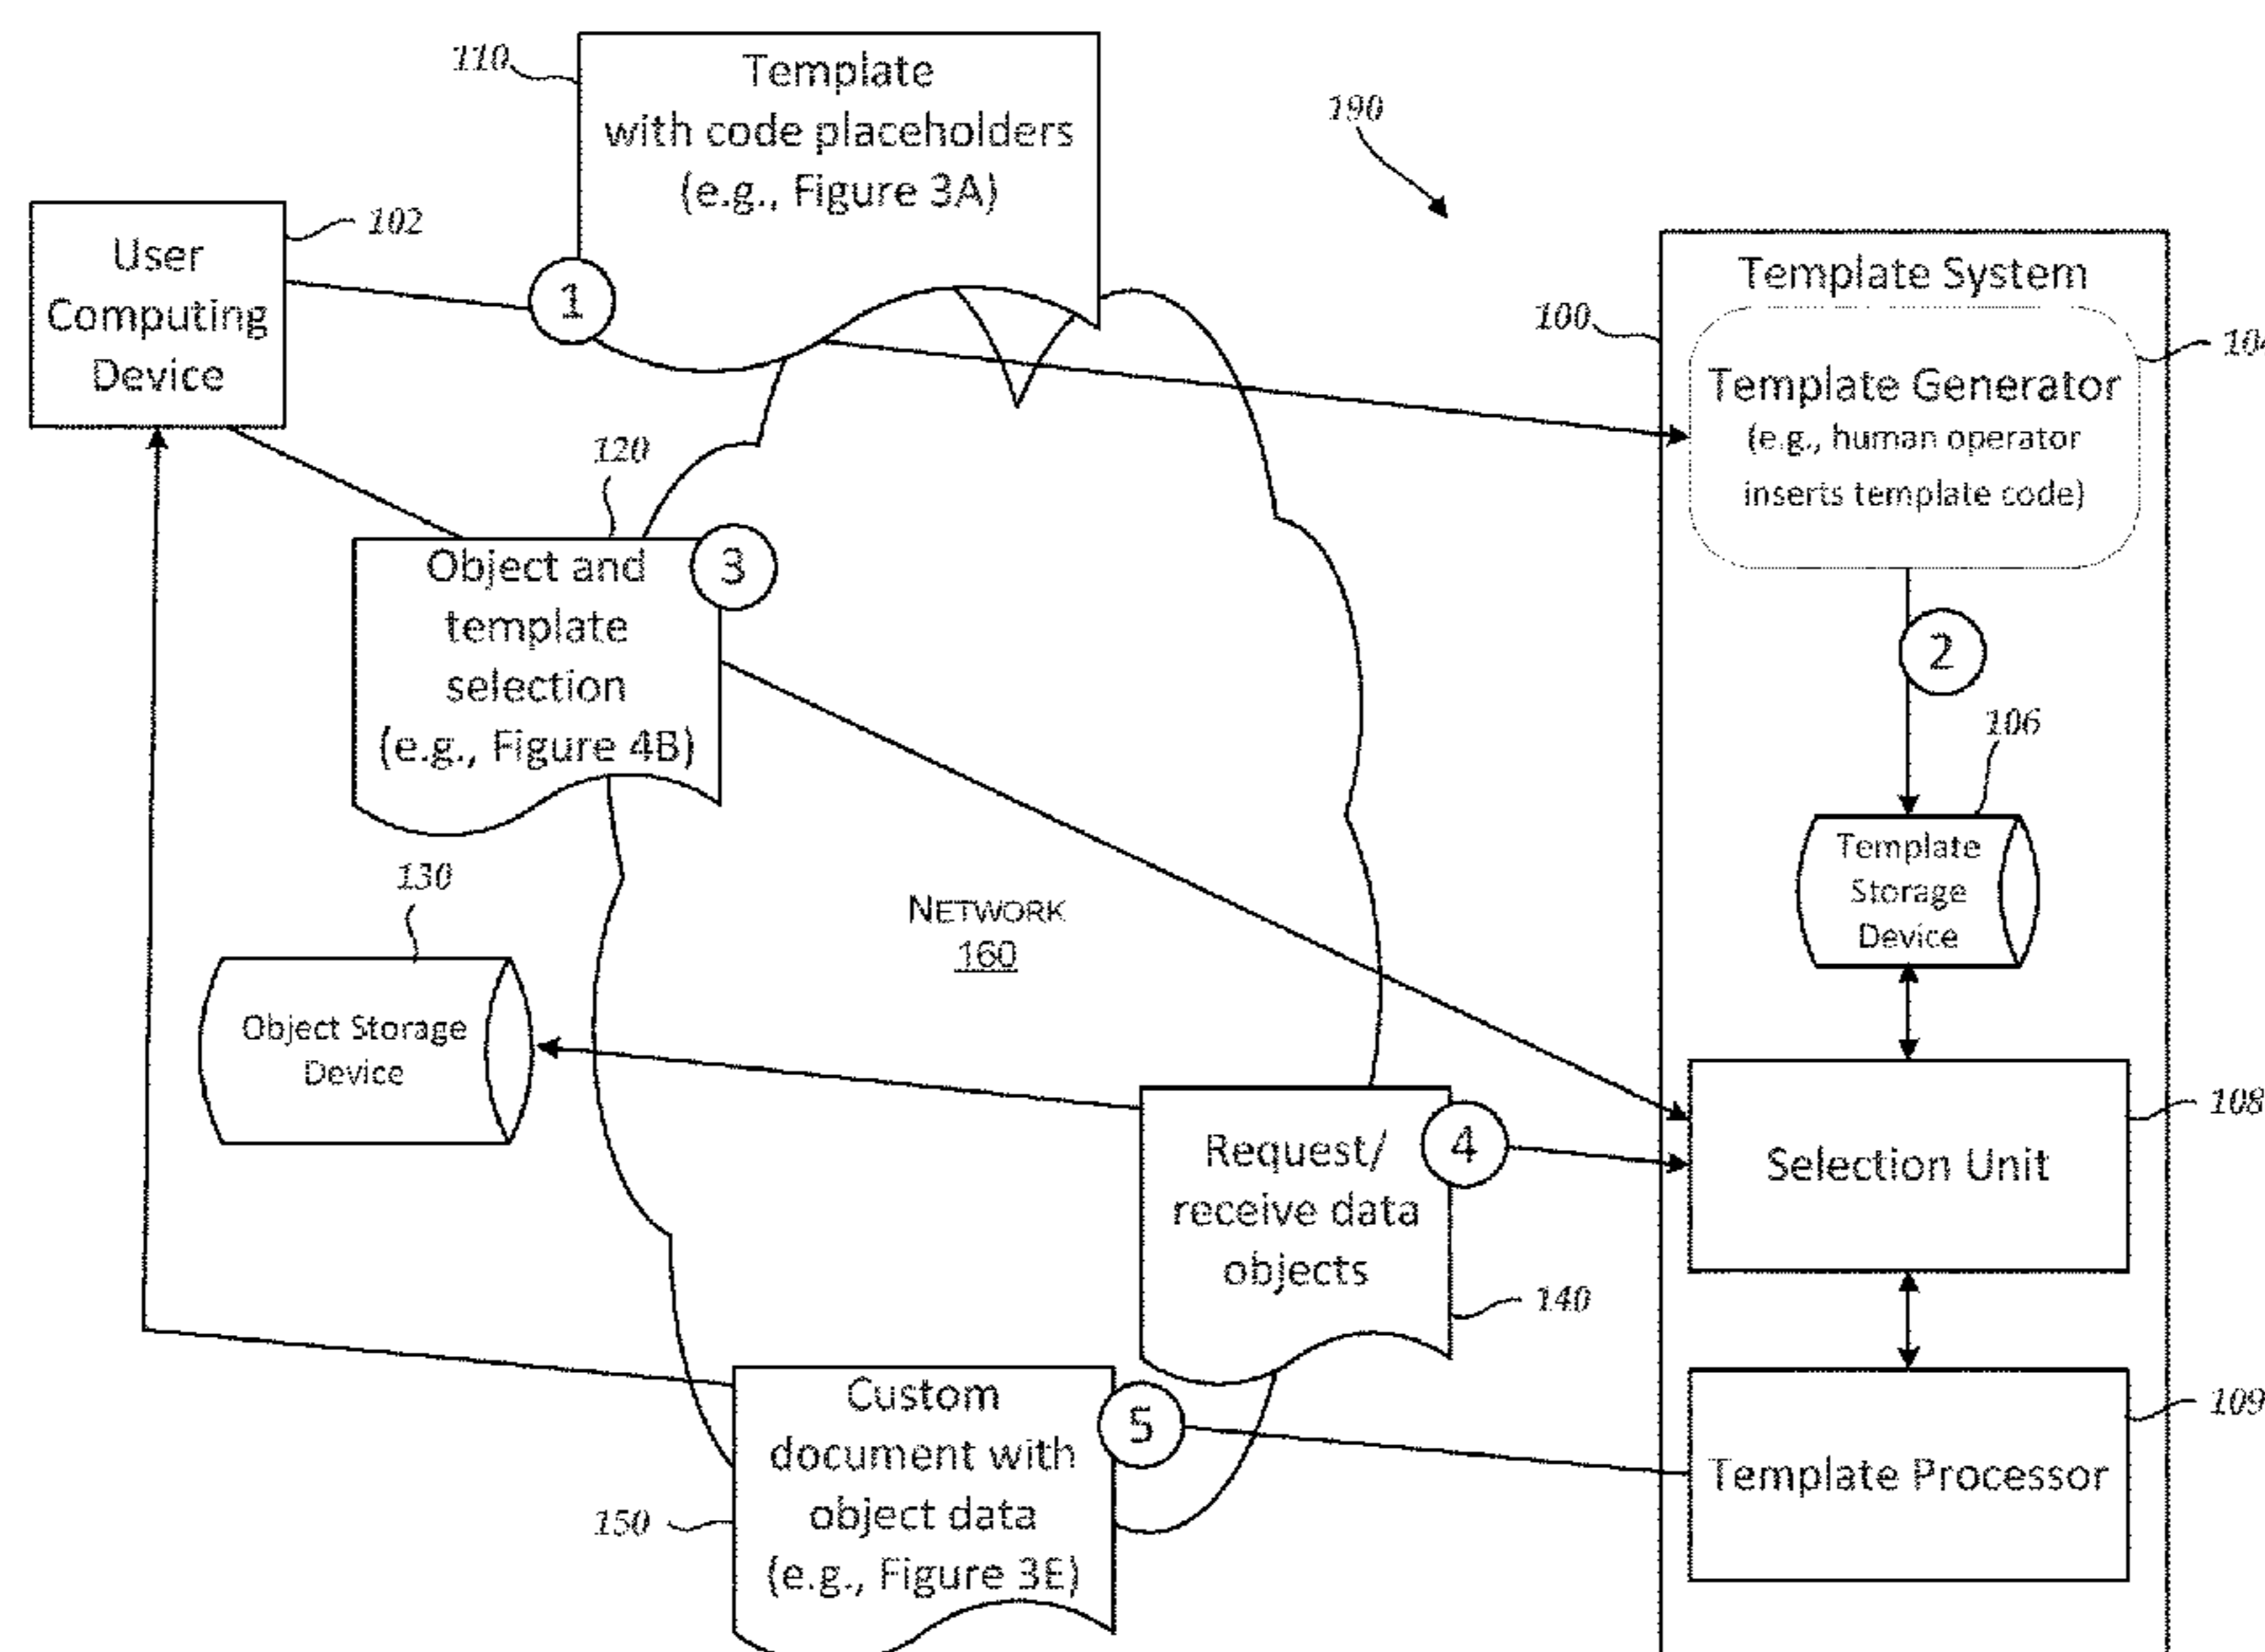 110
Template
with code placeholders
(e.g., Figure 3A)
190
102
User
Computing
Device
1
Template System
100
Template Generator
(e.g., human operator
inserts template code)
120
Object and
template
selection
(e.g., Figure 4B)
3
2
106
Template
Storage
Device
130
Object Storage
Device
NETWORK
160
Request/
receive data
objects
4
140
Selection Unit
108
Custom
document with
object data
(e.g., Figure 3E)
5
150
Template Processor
109